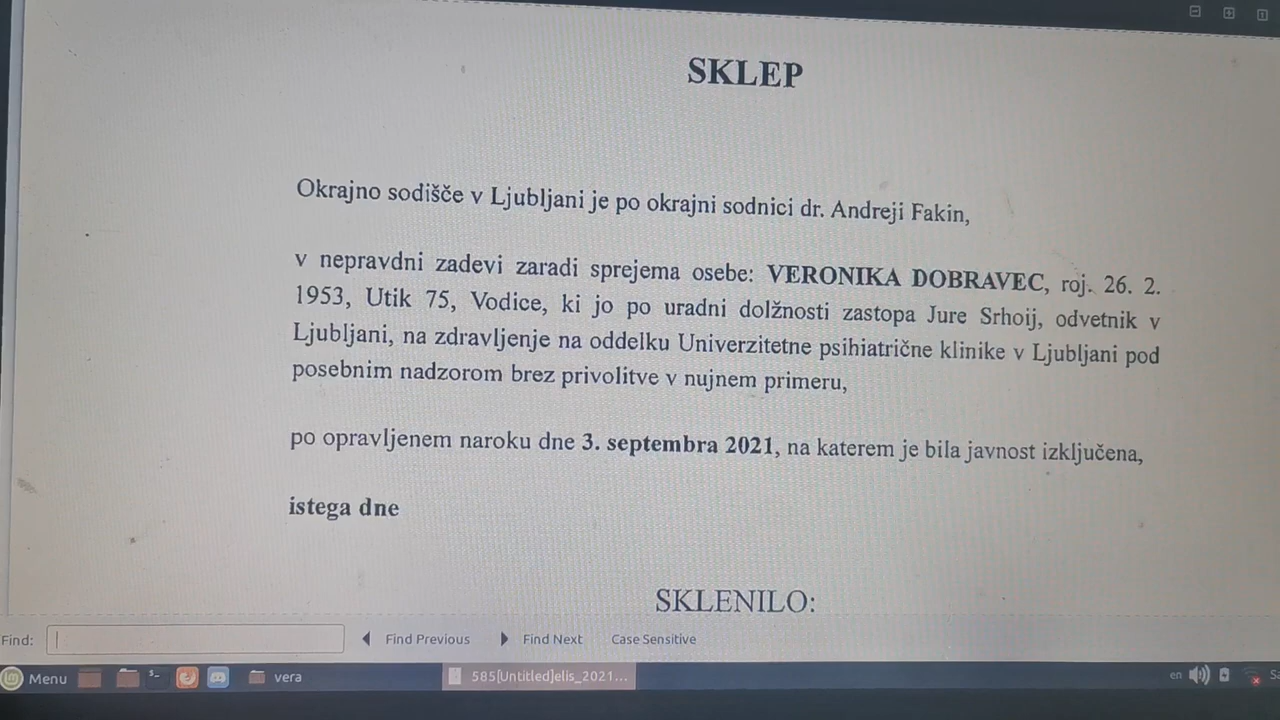 SKLEP
Okrajno sodišče v Ljubljani je po okrajni sodnici dr. Andreji Fakin,
v nepravdni zadevi zaradi sprejema osebe: VERONIKA DOBRAVEC, roj. 26. 2.
1953, Utik 75, Vodice, ki jo po uradni dolžnosti zastopa Jure Srhoij, odvetnik v
Ljubljani, na zdravljenje na oddelku Univerzitetne psihiatrične klinike v Ljubljani pod
posebnim nadzorom brez privolitve v nujnem primeru,
po opravljenem naroku dne 3. septembra 2021, na katerem je bila javnost izključena,
istega dne
SKLENILO:
Find: Find Previous Find Next Case Sensitive
Menu vera 585[Untitled]elis_2021... en